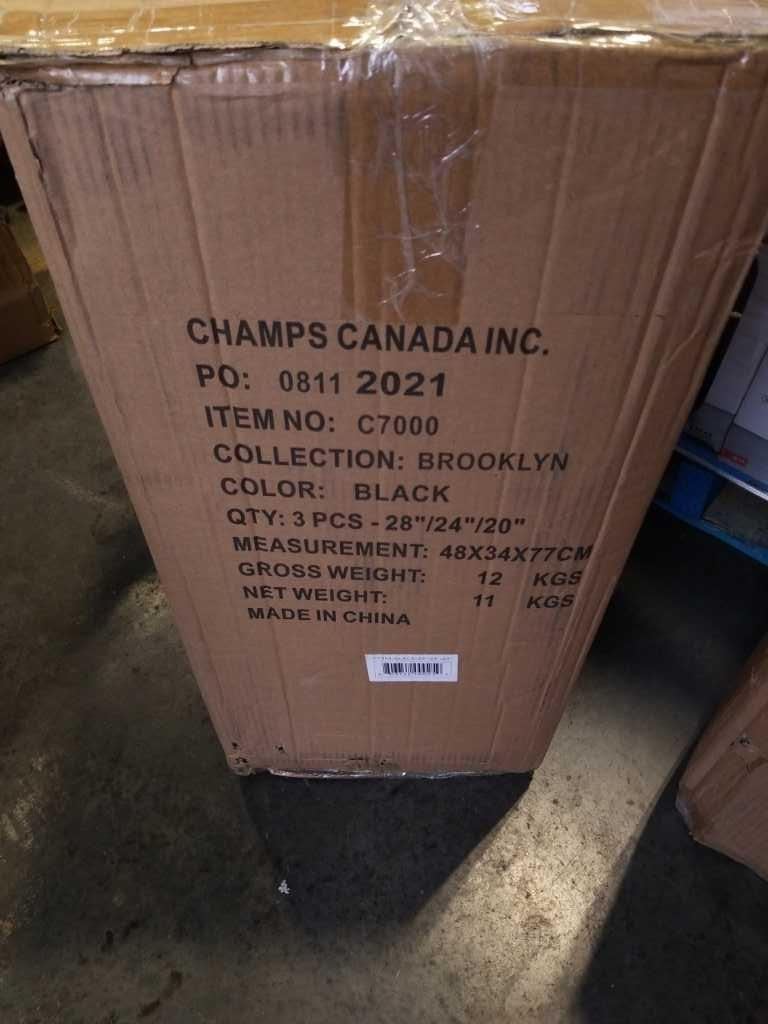 CHAMPS CANADA INC.
PO: 0811 2021
ITEM NO: C7000
COLLECTION: BROOKLYN
COLOR: BLACK
QTY: 3 PCS - 28"/24"/20"
MEASUREMENT: 48X34X77CM
GROSS WEIGHT: 12 KGS
NET WEIGHT: 11 KGS
MADE IN CHINA